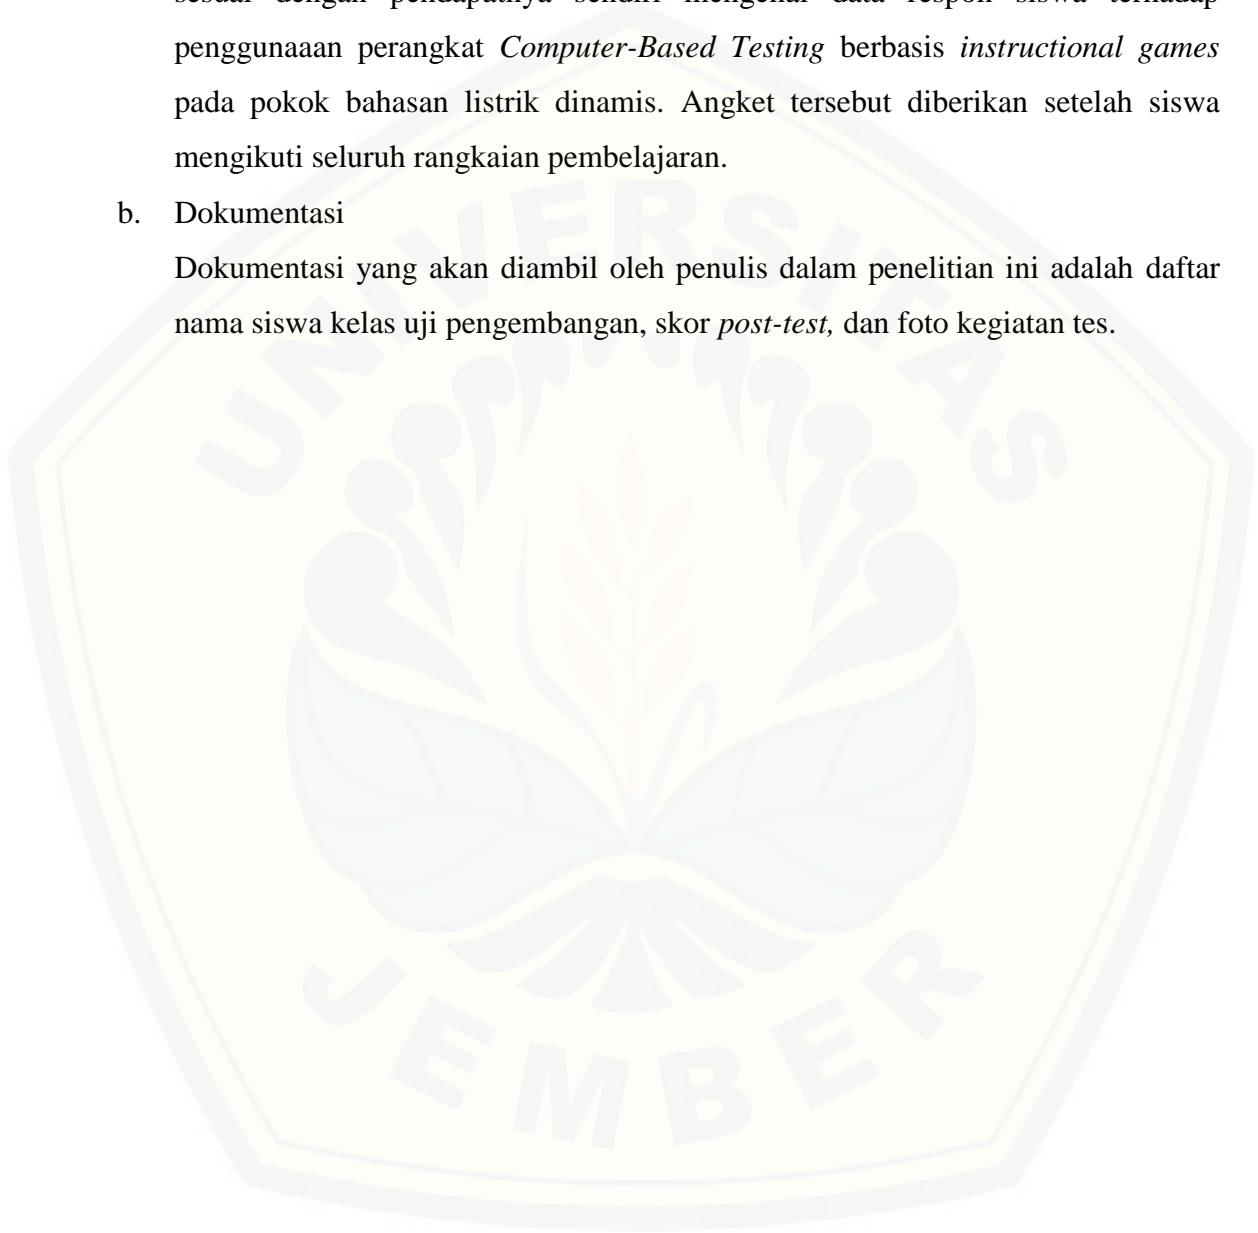 sesuai dengan pendapatnya sendiri mengenai data respon siswa terhadap
penggunaaan perangkat Computer-Based Testing berbasis instructional games
pada pokok bahasan listrik dinamis. Angket tersebut diberikan setelah siswa
mengikuti seluruh rangkaian pembelajaran.
b. Dokumentasi
Dokumentasi yang akan diambil oleh penulis dalam penelitian ini adalah daftar
nama siswa kelas uji pengembangan, skor post-test, dan foto kegiatan tes.
UNIVERSITAS
JEMBER